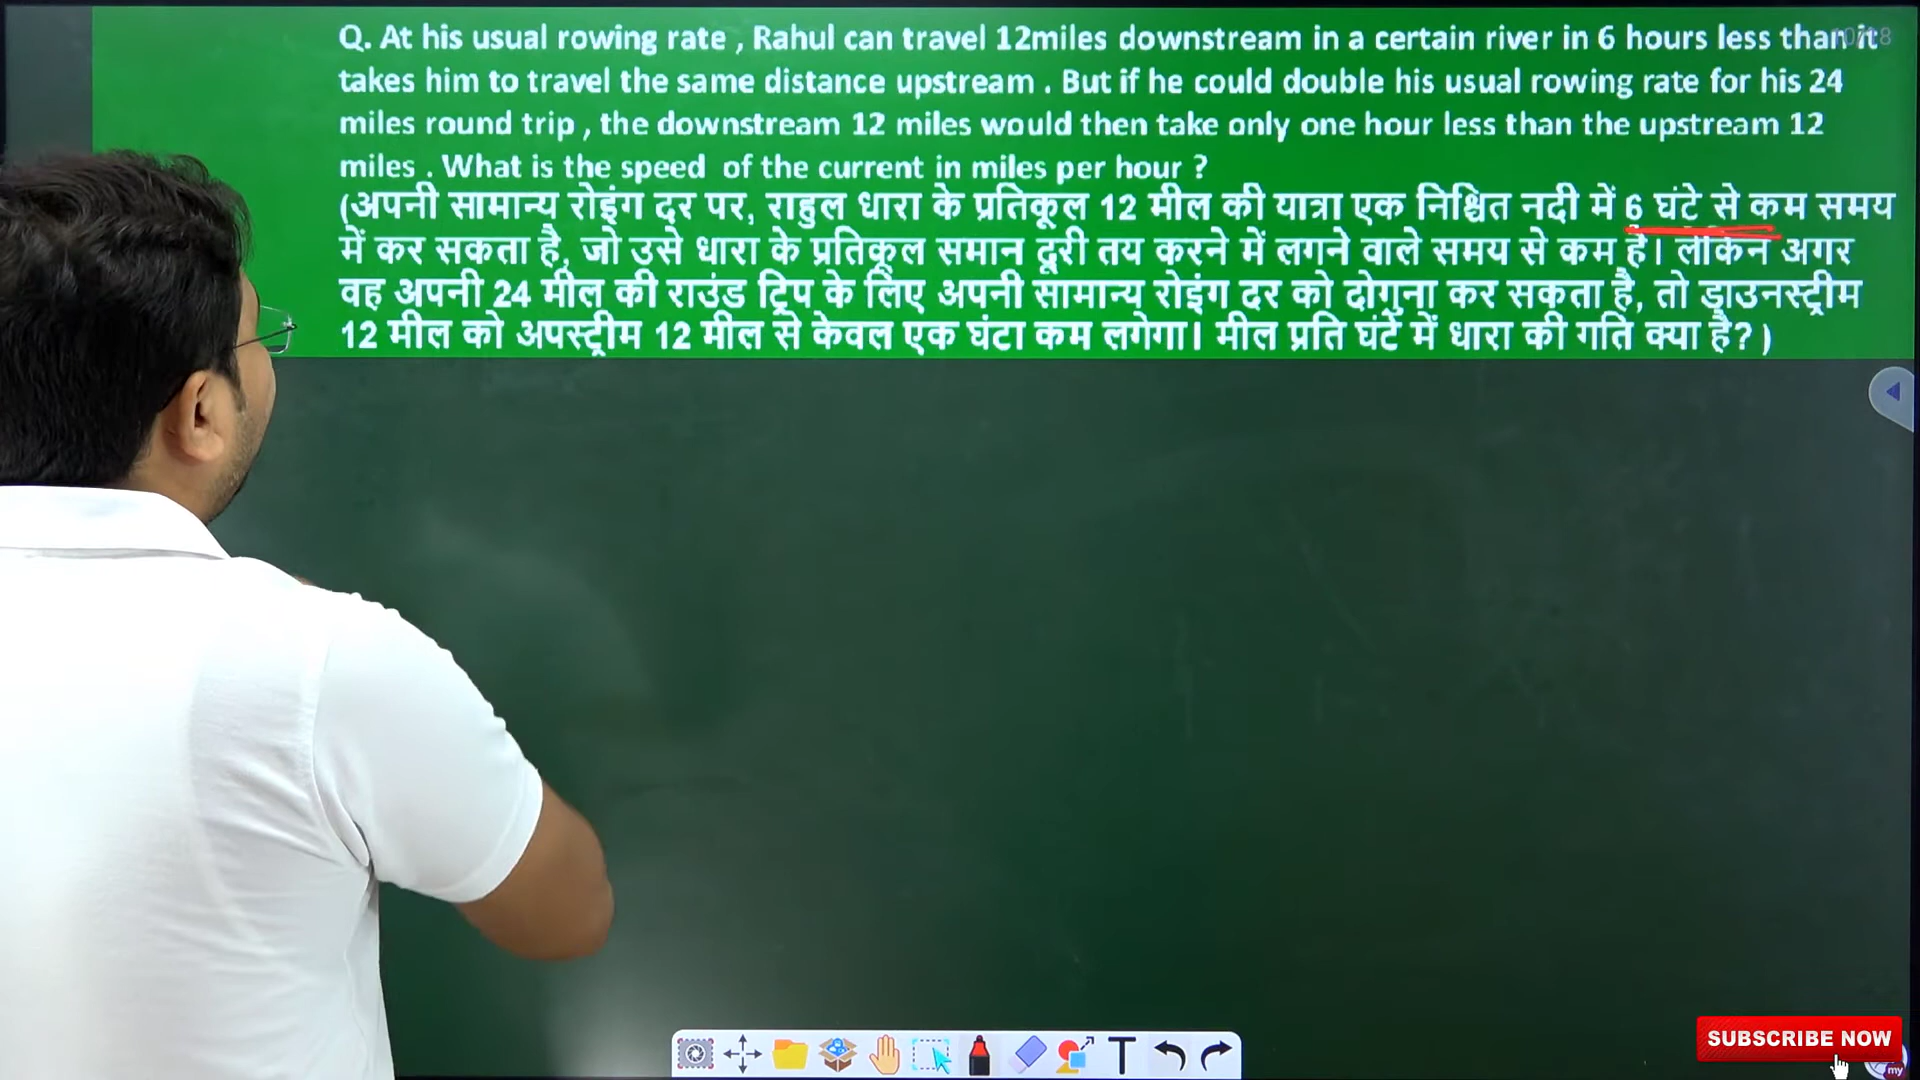 Q. At his usual rowing rate , Rahul can travel 12miles downstream in a certain river in 6 hours less than it
takes him to travel the same distance upstream . But if he could double his usual rowing rate for his 24
miles round trip , the downstream 12 miles would then take only one hour less than the upstream 12
miles . What is the speed of the current in miles per hour ?
(अपनी सामान्य रोइंग दर पर, राहुल धारा के प्रतिकूल 12 मील की यात्रा एक निश्चित नदी में 6 घंटे से कम समय
में कर सकता है, जो उसे धारा के प्रतिकूल समान दूरी तय करने में लगने वाले समय से कम है। लेकिन अगर
वह अपनी 24 मील की राउंड ट्रिप के लिए अपनी सामान्य रोइंग दर को दोगुना कर सकता है, तो डाउनस्ट्रीम
12 मील को अपस्ट्रीम 12 मील से केवल एक घंटा कम लगेगा। मील प्रति घंटे में धारा की गति क्या है? )
T
SUBSCRIBE NOW
my